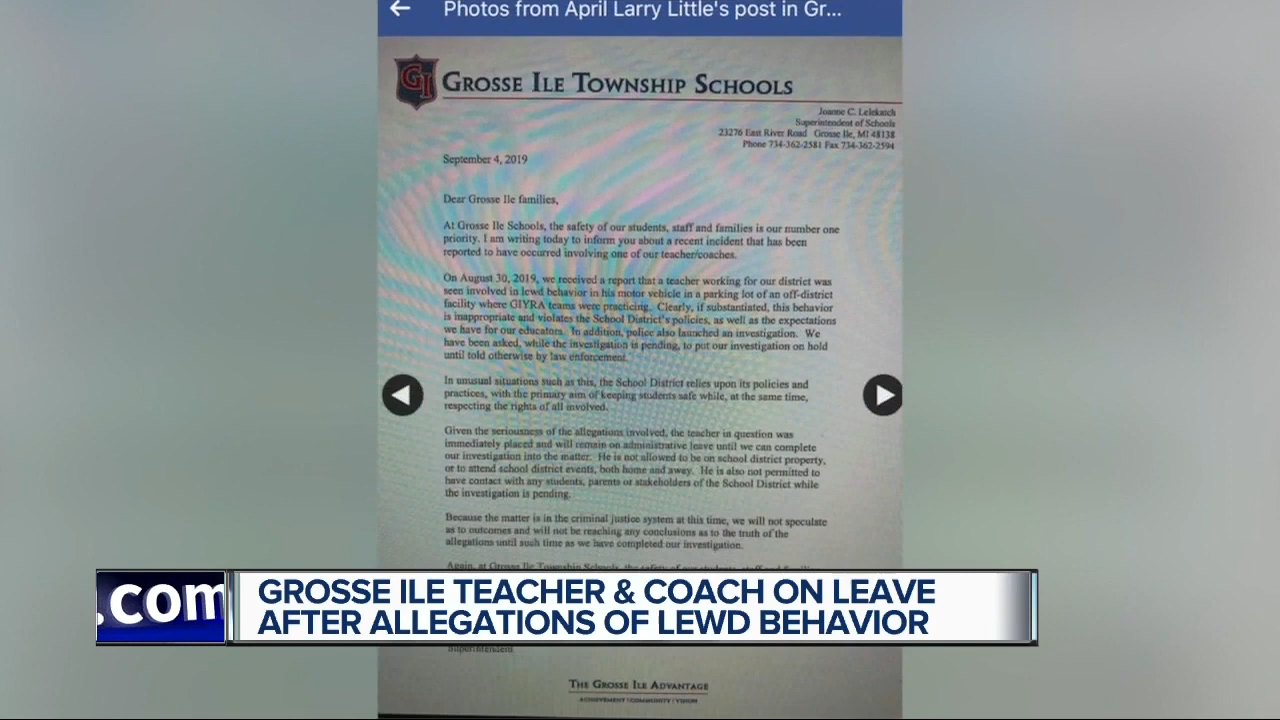 Photos from April Larry Little's post in Gr...
GI
GROSSE ILE TOWNSHIP SCHOOLS
Joanne C. Lelekatch
Superintendent of Schools
23276 East River Road Grosse Ile, MI 48138
Phone 734-362-2581 Fax 734-362-2594
September 4, 2019
Dear Grosse Ile families,
At Grosse Ile Schools, the safety of our students, staff and families is our number one
priority. I am writing today to inform you about a recent incident that has been
reported to have occurred involving one of our teacher/coaches.
On August 30, 2019, we received a report that a teacher working for our district was
seen involved in lewd behavior in his motor vehicle in a parking lot of an off-district
facility where GIYRA teams were practicing. Clearly, if substantiated, this behavior
is inappropriate and violates the School District's policies, as well as the expectations
we have for our educators. In addition, police also launched an investigation. We
have been asked, while the investigation is pending, to put our investigation on hold
until told otherwise by law enforcement.
In unusual situations such as this, the School District relies upon its policies and
practices, with the primary aim of keeping students safe while, at the same time,
respecting the rights of all involved.
Given the seriousness of the allegations involved, the teacher in question was
immediately placed and will remain on administrative leave until we can complete
our investigation into the matter. He is not allowed to be on school district property,
or to attend school district events, both home and away. He is also not permitted to
have contact with any students, parents or stakeholders of the School District while
the investigation is pending.
Because the matter is in the criminal justice system at this time, we will not speculate
as to outcomes and will not be reaching any conclusions as to the truth of the
allegations until such time as we have completed our investigation.
Again, at Grosse Ile Township Schools, the safety of our students, staff and
.com
GROSSE ILE TEACHER & COACH ON LEAVE
AFTER ALLEGATIONS OF LEWD BEHAVIOR
Superintendent
THE GROSSE ILE ADVANTAGE
ACHIEVEMENT | COMMUNITY | VISION